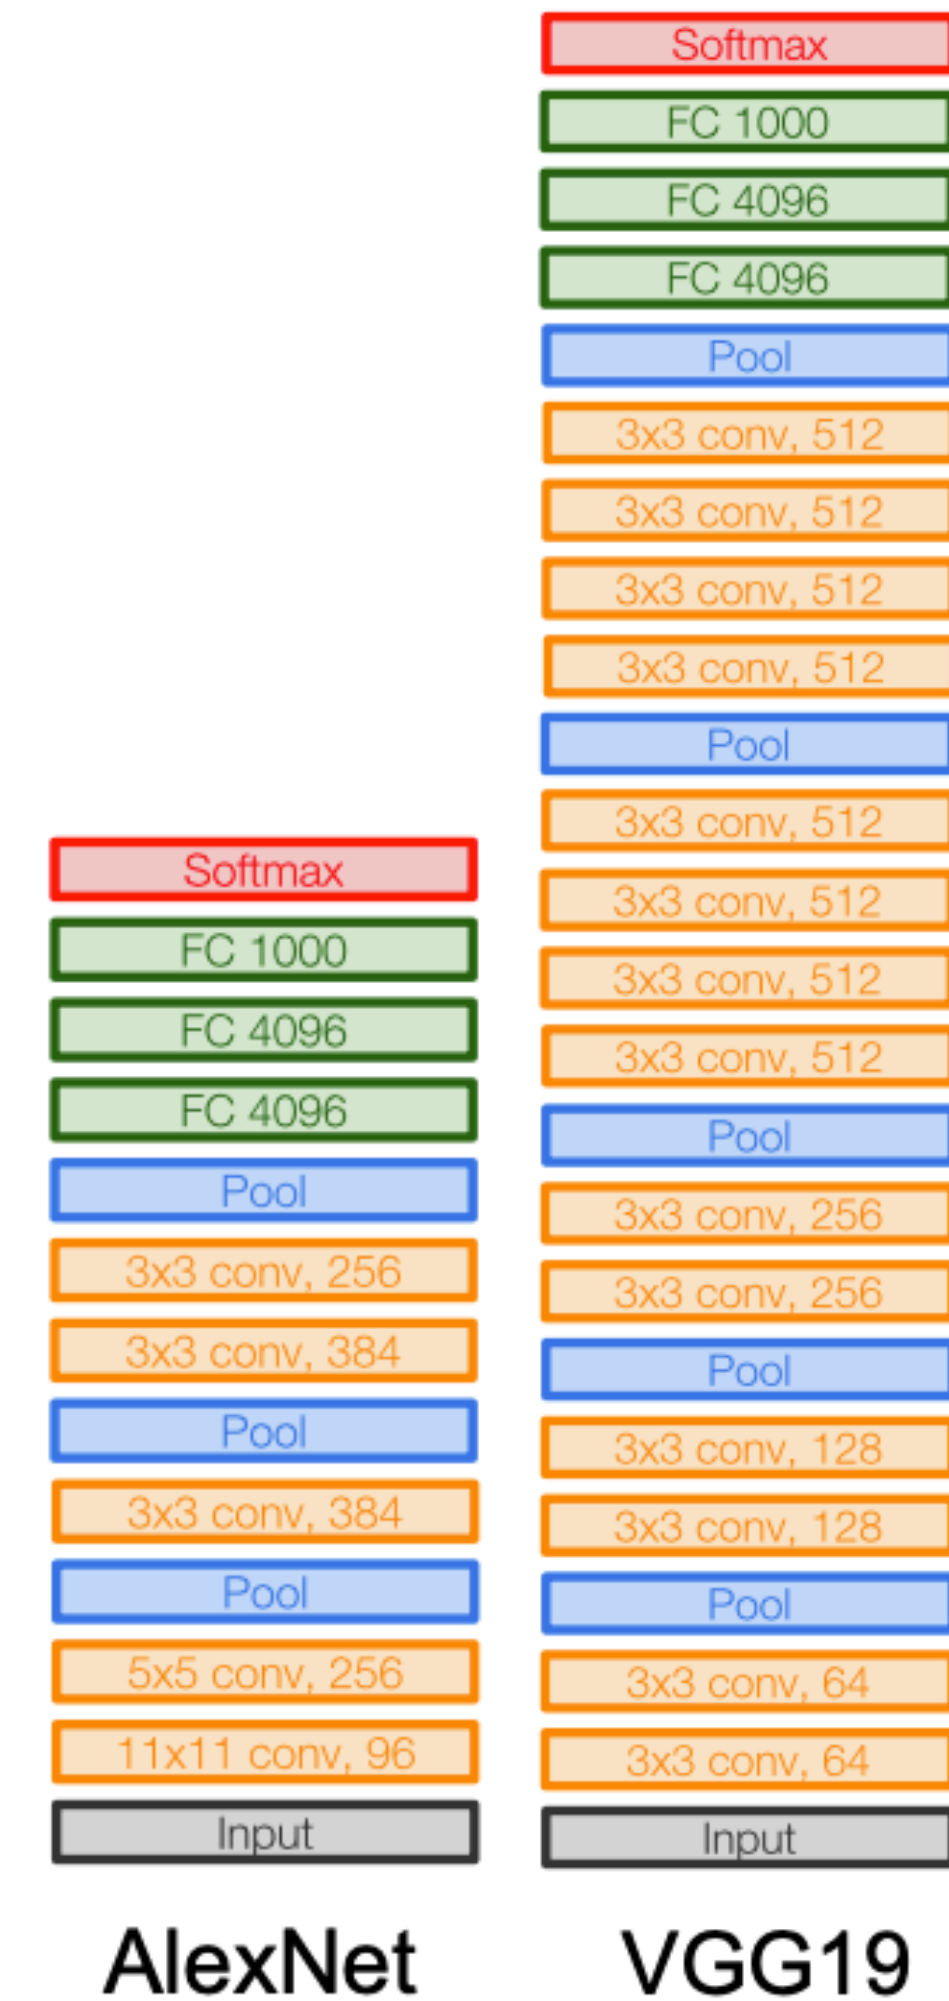 Softmax
FC 1000
FC 4096
FC 4096
Pool
3x3 conv, 256
3x3 conv, 384
Pool
3x3 conv, 384
Pool
5x5 conv, 256
11x11 conv, 96
Input
AlexNet
Softmax
FC 1000
FC 4096
FC 4096
Pool
3x3 conv, 512
3x3 conv, 512
3x3 conv, 512
3x3 conv, 512
Pool
3x3 conv, 512
3x3 conv, 512
3x3 conv, 512
3x3 conv, 512
Pool
3x3 conv, 256
3x3 conv, 256
Pool
3x3 conv, 128
3x3 conv, 128
Pool
3x3 conv, 64
3x3 conv, 64
Input
VGG19